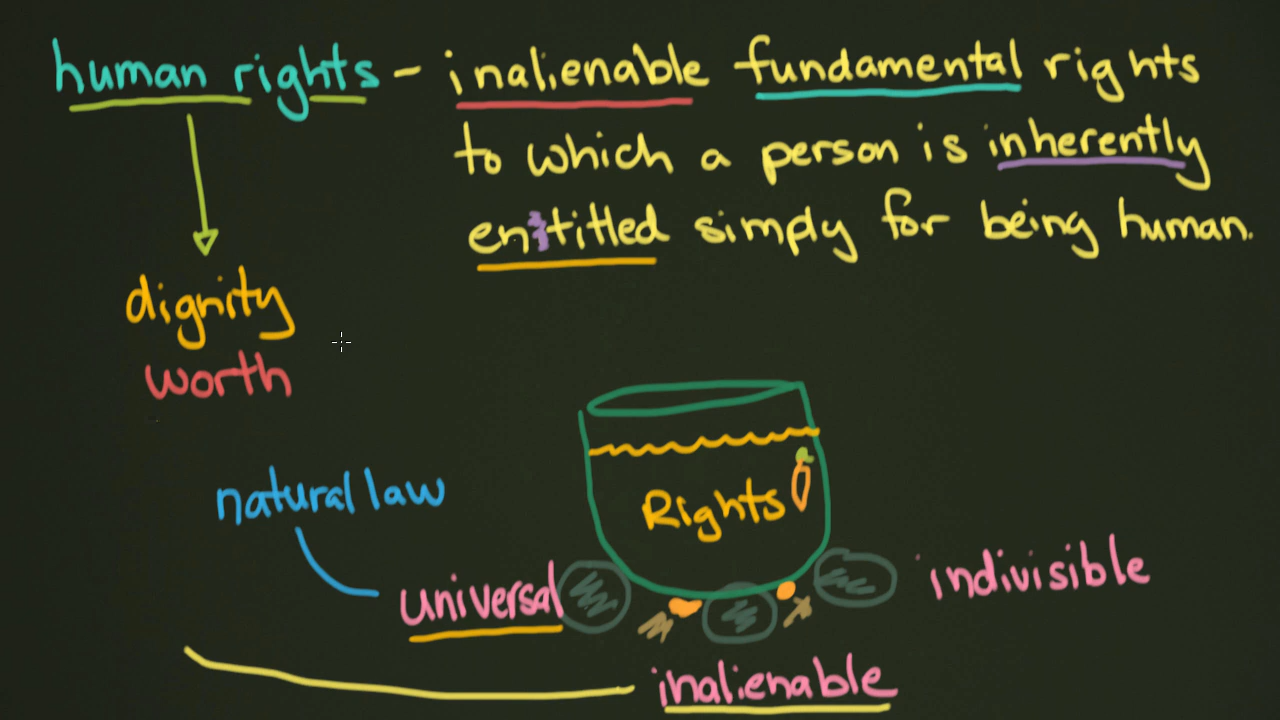 human rights - inalienable fundamental rights
to which a person is inherently
entitled simply for being human.
dignity
worth
natural law
Rights
universal
indivisible
inalienable